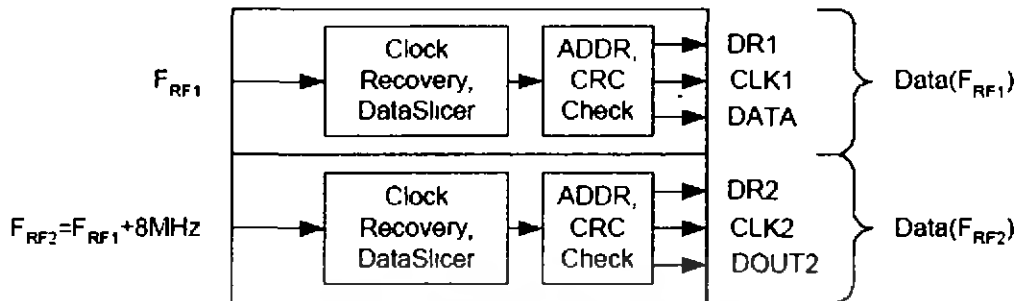 F_RF1
Clock
Recovery,
DataSlicer
ADDR,
CRC
Check
DR1
CLK1
DATA
Data(F_RF1)
F_RF2=F_RF1+8MHz
Clock
Recovery,
DataSlicer
ADDR,
CRC
Check
DR2
CLK2
DOUT2
Data(F_RF2)